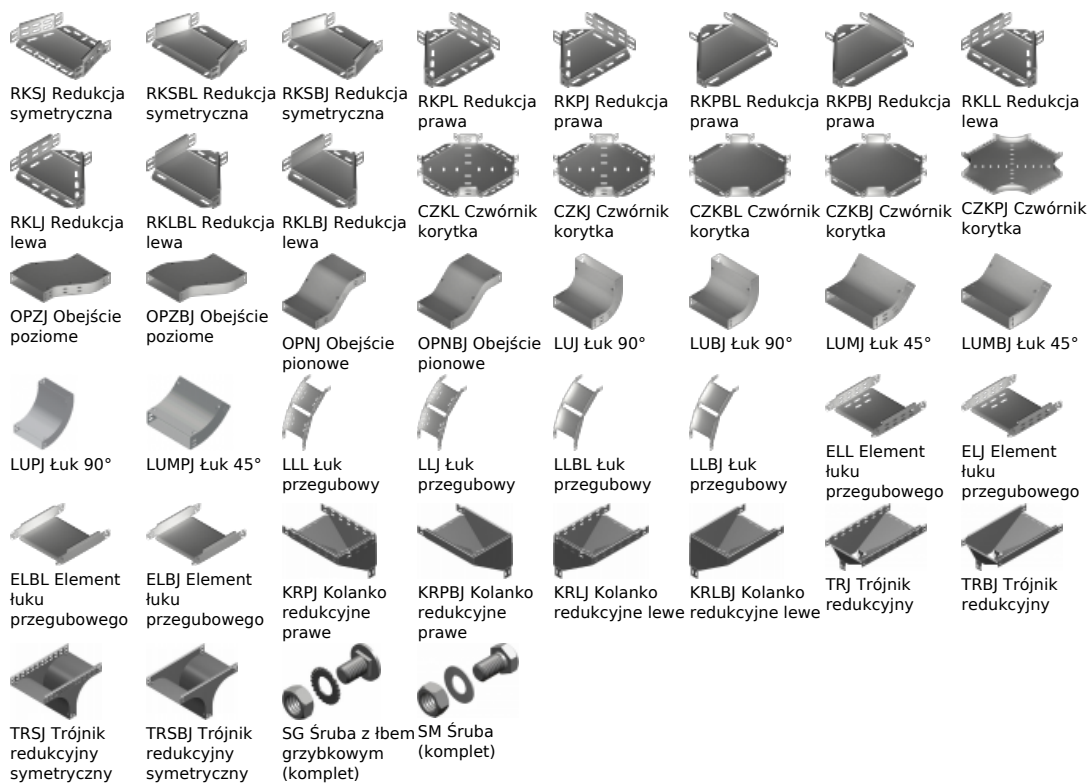 RKSJ Redukcja
symetryczna
RKSBL Redukcja
symetryczna
RKSBJ Redukcja
symetryczna
RKPL Redukcja
prawa
RKPJ Redukcja
prawa
RKPBL Redukcja
prawa
RKPBJ Redukcja
prawa
RKLL Redukcja
lewa
RKLJ Redukcja
lewa
RKLBL Redukcja
lewa
RKLBJ Redukcja
lewa
CZKL Czwórnik
korytka
CZKJ Czwórnik
korytka
CZKBL Czwórnik
korytka
CZKBJ Czwórnik
korytka
CZKPJ Czwórnik
korytka
OPZJ Obejście
poziome
OPZBJ Obejście
poziome
OPNJ Obejście
pionowe
OPNBJ Obejście
pionowe
LUJ Łuk 90°
LUBJ Łuk 90°
LUMJ Łuk 45°
LUMBJ Łuk 45°
LUPJ Łuk 90°
LUMPJ Łuk 45°
LLL Łuk
przegubowy
LLJ Łuk
przegubowy
LLBL Łuk
przegubowy
LLBJ Łuk
przegubowy
ELL Element
łuku
przegubowego
ELJ Element
łuku
przegubowego
ELBL Element
łuku
przegubowego
ELBJ Element
łuku
przegubowego
KRPJ Kolanko
redukcyjne
prawe
KRPBJ Kolanko
redukcyjne
prawe
KRLJ Kolanko
redukcyjne lewe
KRLBJ Kolanko
redukcyjne lewe
TRJ Trójnik
redukcyjny
TRBJ Trójnik
redukcyjny
TRSJ Trójnik
redukcyjny
symetryczny
TRSBJ Trójnik
redukcyjny
symetryczny
SG Śruba z łbem
grzybkowym
(komplet)
SM Śruba
(komplet)